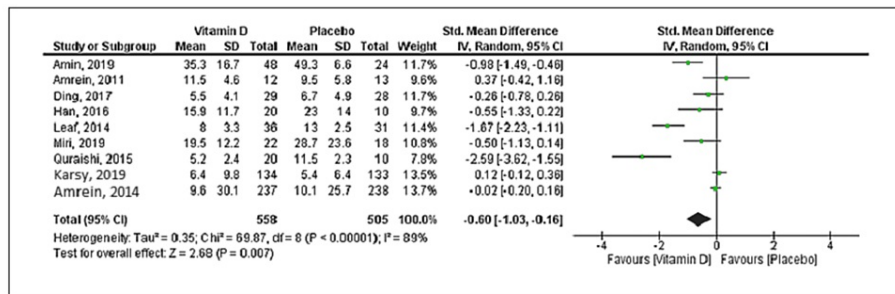 Vitamin D Placebo Std. Mean Difference Std. Mean Difference
Study or Subgroup Mean SD Total Mean SD Total Weight IV, Random, 95% CI IV, Random, 95% CI
Amin, 2019 35.3 16.7 48 49.3 6.6 24 11.7% -0.98 [-1.49, -0.46]
Amrein, 2011 11.5 4.6 12 9.5 5.8 13 9.6% 0.37 [-0.42, 1.16]
Ding, 2017 5.5 4.1 29 6.7 4.9 28 11.6% -0.26 [-0.78, 0.26]
Han, 2016 15.9 11.7 20 23 14 10 9.7% -0.55 [-1.33, 0.22]
Leaf, 2014 8 3.3 36 13 2.5 31 11.4% -1.67 [-2.23, -1.11]
Miri, 2019 19.5 12.2 22 28.7 23.6 18 11.0% -0.50 [-1.13, 0.14]
Quraishi, 2015 5.2 2.4 20 11.5 2.3 10 7.9% -2.59 [-3.62, -1.55]
Karsy, 2019 6.4 9.8 134 5.4 6.4 133 13.4% 0.12 [-0.12, 0.36]
Amrein, 2014 9.6 30.1 237 10.1 25.7 238 13.7% -0.02 [-0.20, 0.16]
Total (95% CI) 558 505 100.0% -0.60 [-1.03, -0.16]
Heterogeneity: Tau² = 0.35; Chi² = 69.87, df = 8 (P < 0.00001); I² = 89%
Test for overall effect: Z = 2.68 (P = 0.007)
-4 -2 0 2 4
Favours [Vitamin D] Favours [Placebo]